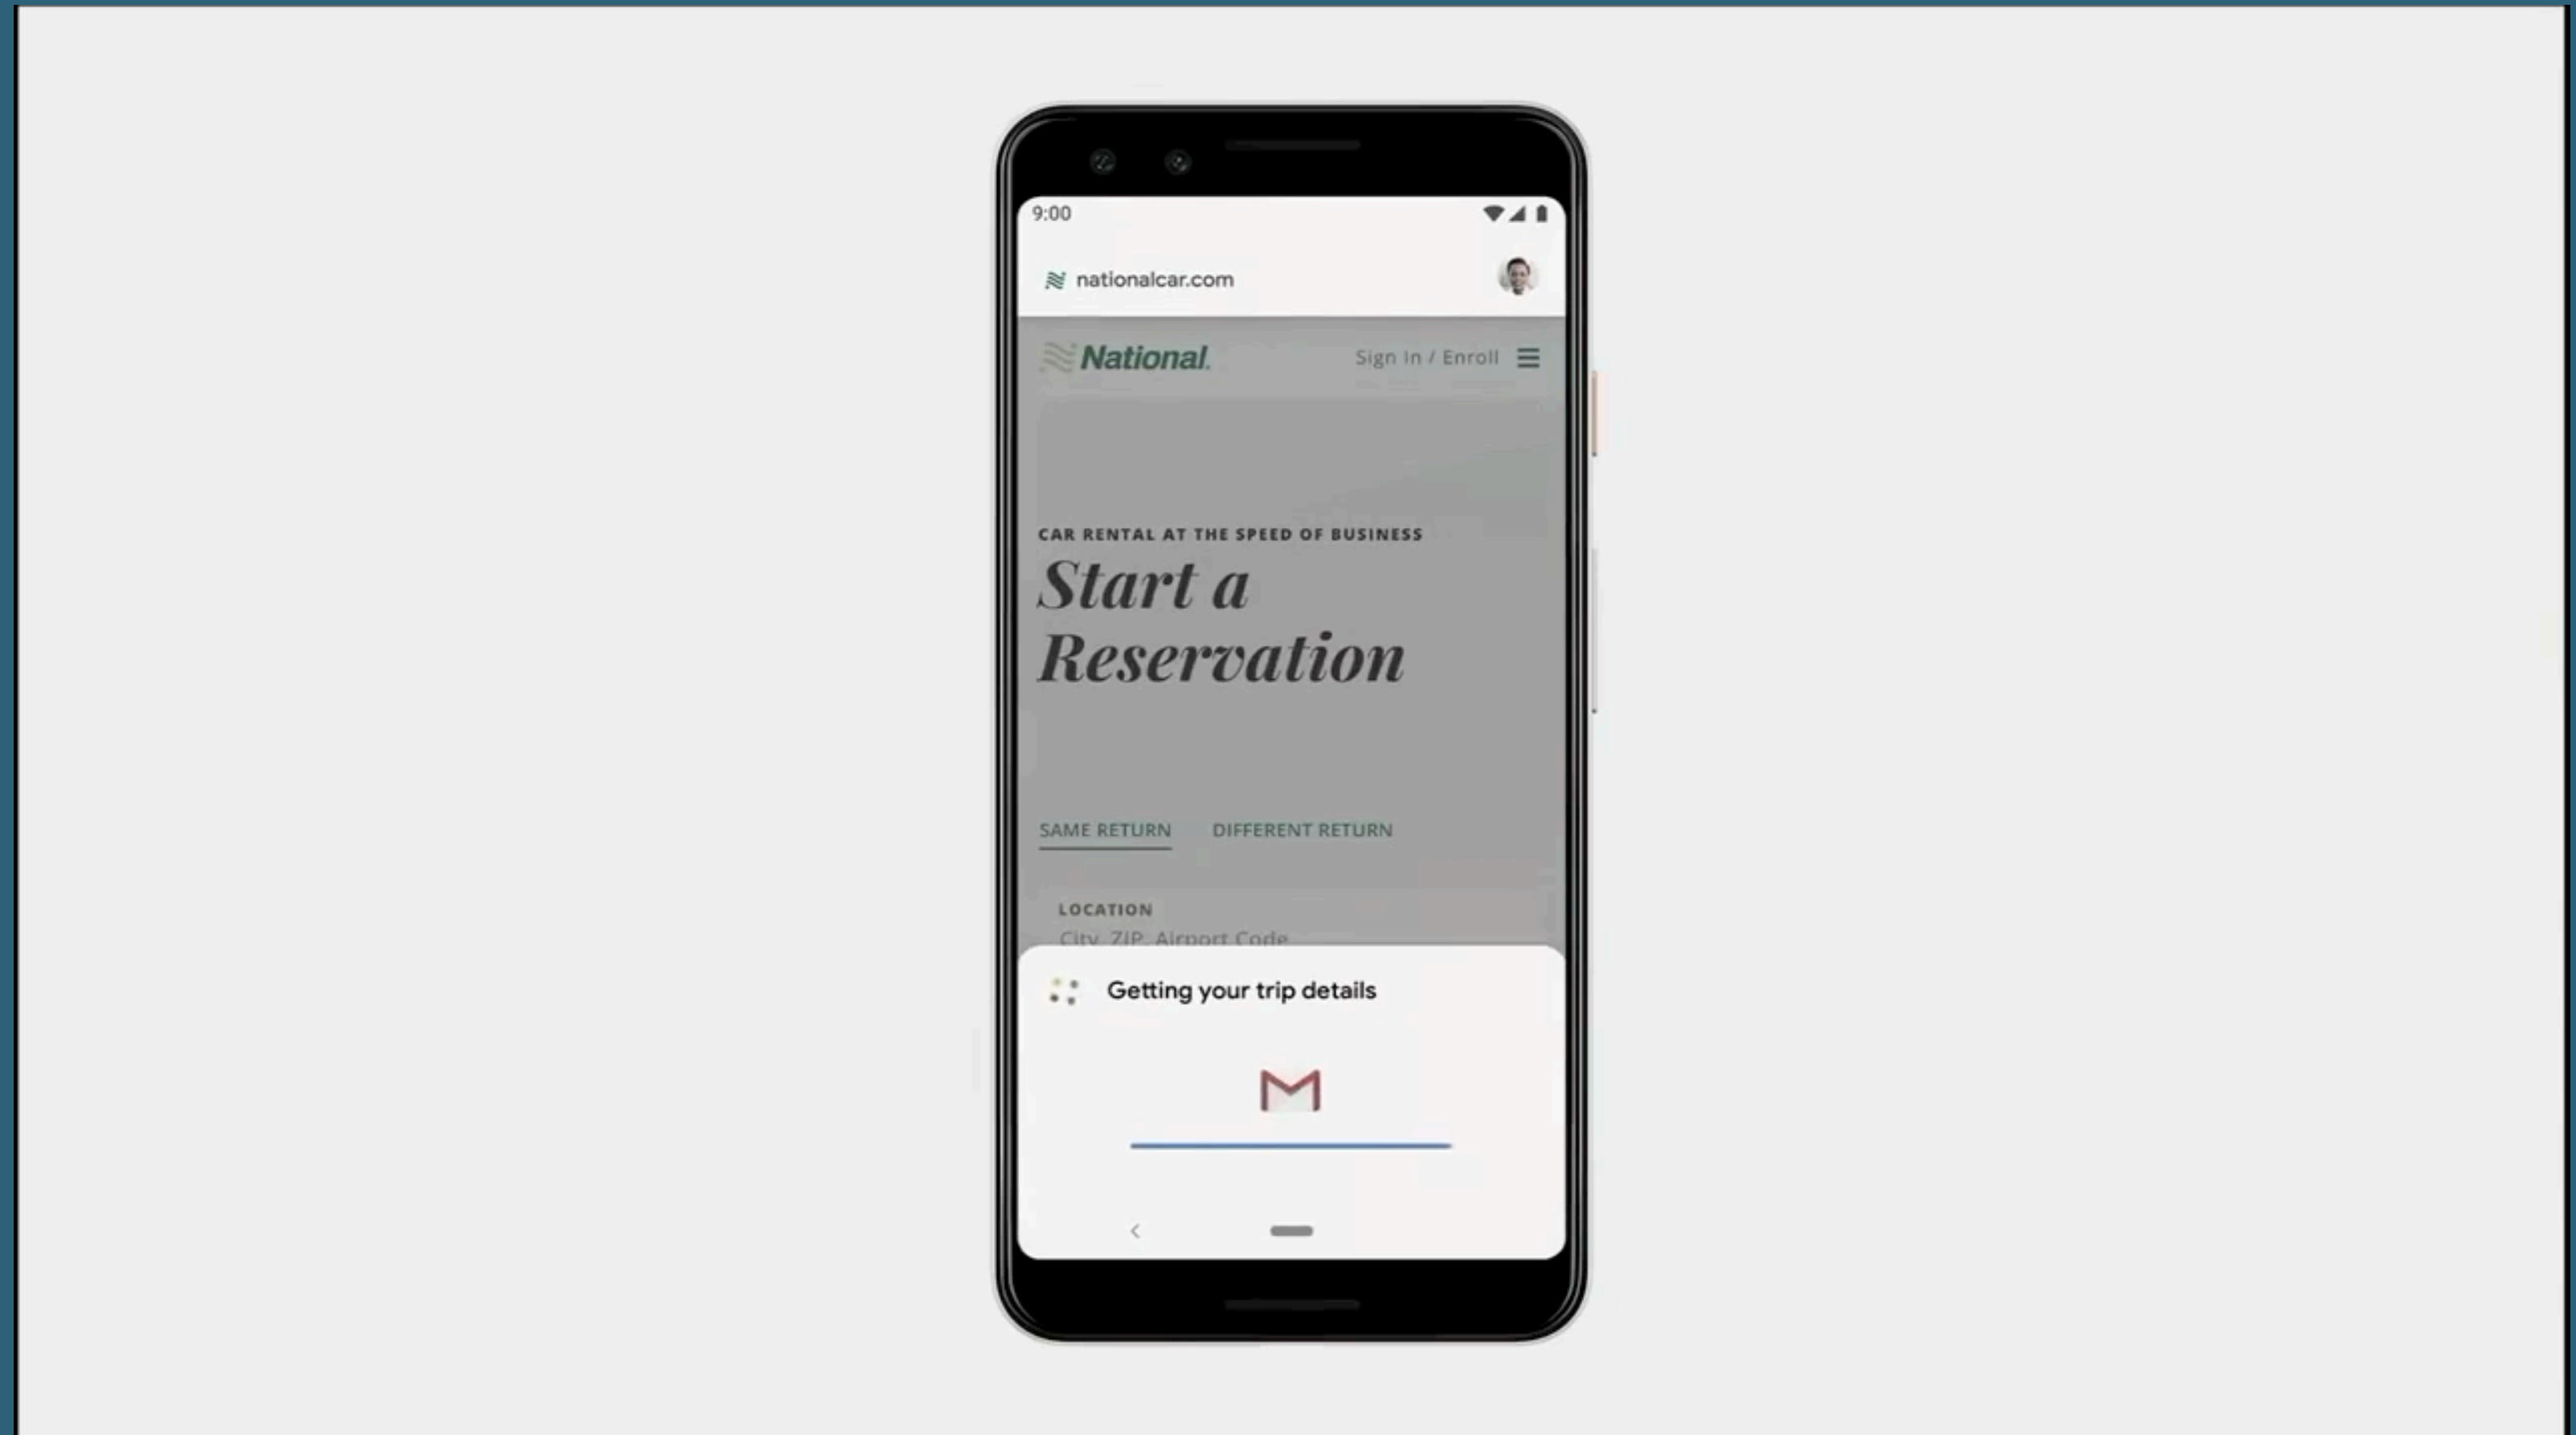 9:00
nationalcar.com
National.
Sign In / Enroll
CAR RENTAL AT THE SPEED OF BUSINESS
Start a
Reservation
SAME RETURN DIFFERENT RETURN
LOCATION
City, ZIP, Airport Code
Getting your trip details